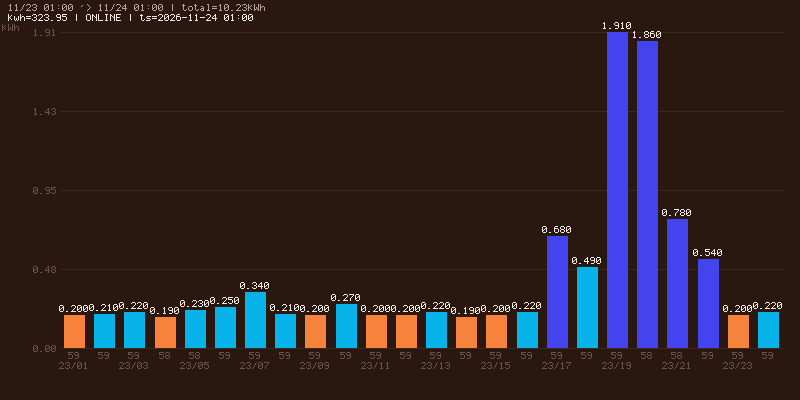 11/23 01:00 -> 11/24 01:00 | total=10.23kWh
Kwh=323.95 | ONLINE | ts=2026-11-24 01:00
kWh
1.91
1.43
0.95
0.48
0.00
0.200 0.210 0.220 0.190 0.230 0.250 0.340 0.210 0.200 0.270 0.200 0.200 0.220 0.190 0.200 0.220 0.680 0.490 1.910 1.860 0.780 0.540 0.200 0.220
59 59 59 58 58 59 59 59 59 59 59 59 59 59 59 59 59 59 59 58 58 59 59 59
23/01 23/03 23/05 23/07 23/09 23/11 23/13 23/15 23/17 23/19 23/21 23/23